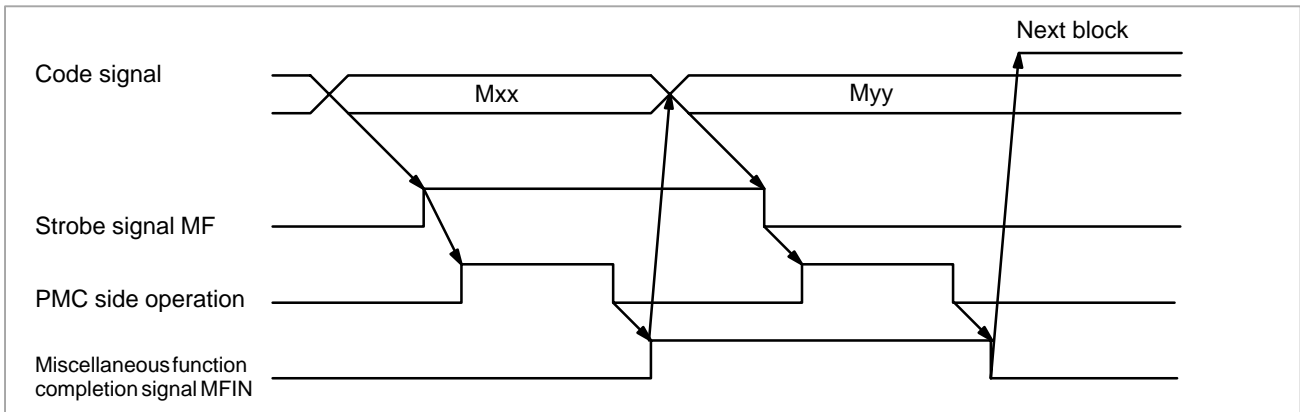 Next block
Code signal
Mxx
Myy
Strobe signal MF
PMC side operation
Miscellaneous function
completion signal MFIN